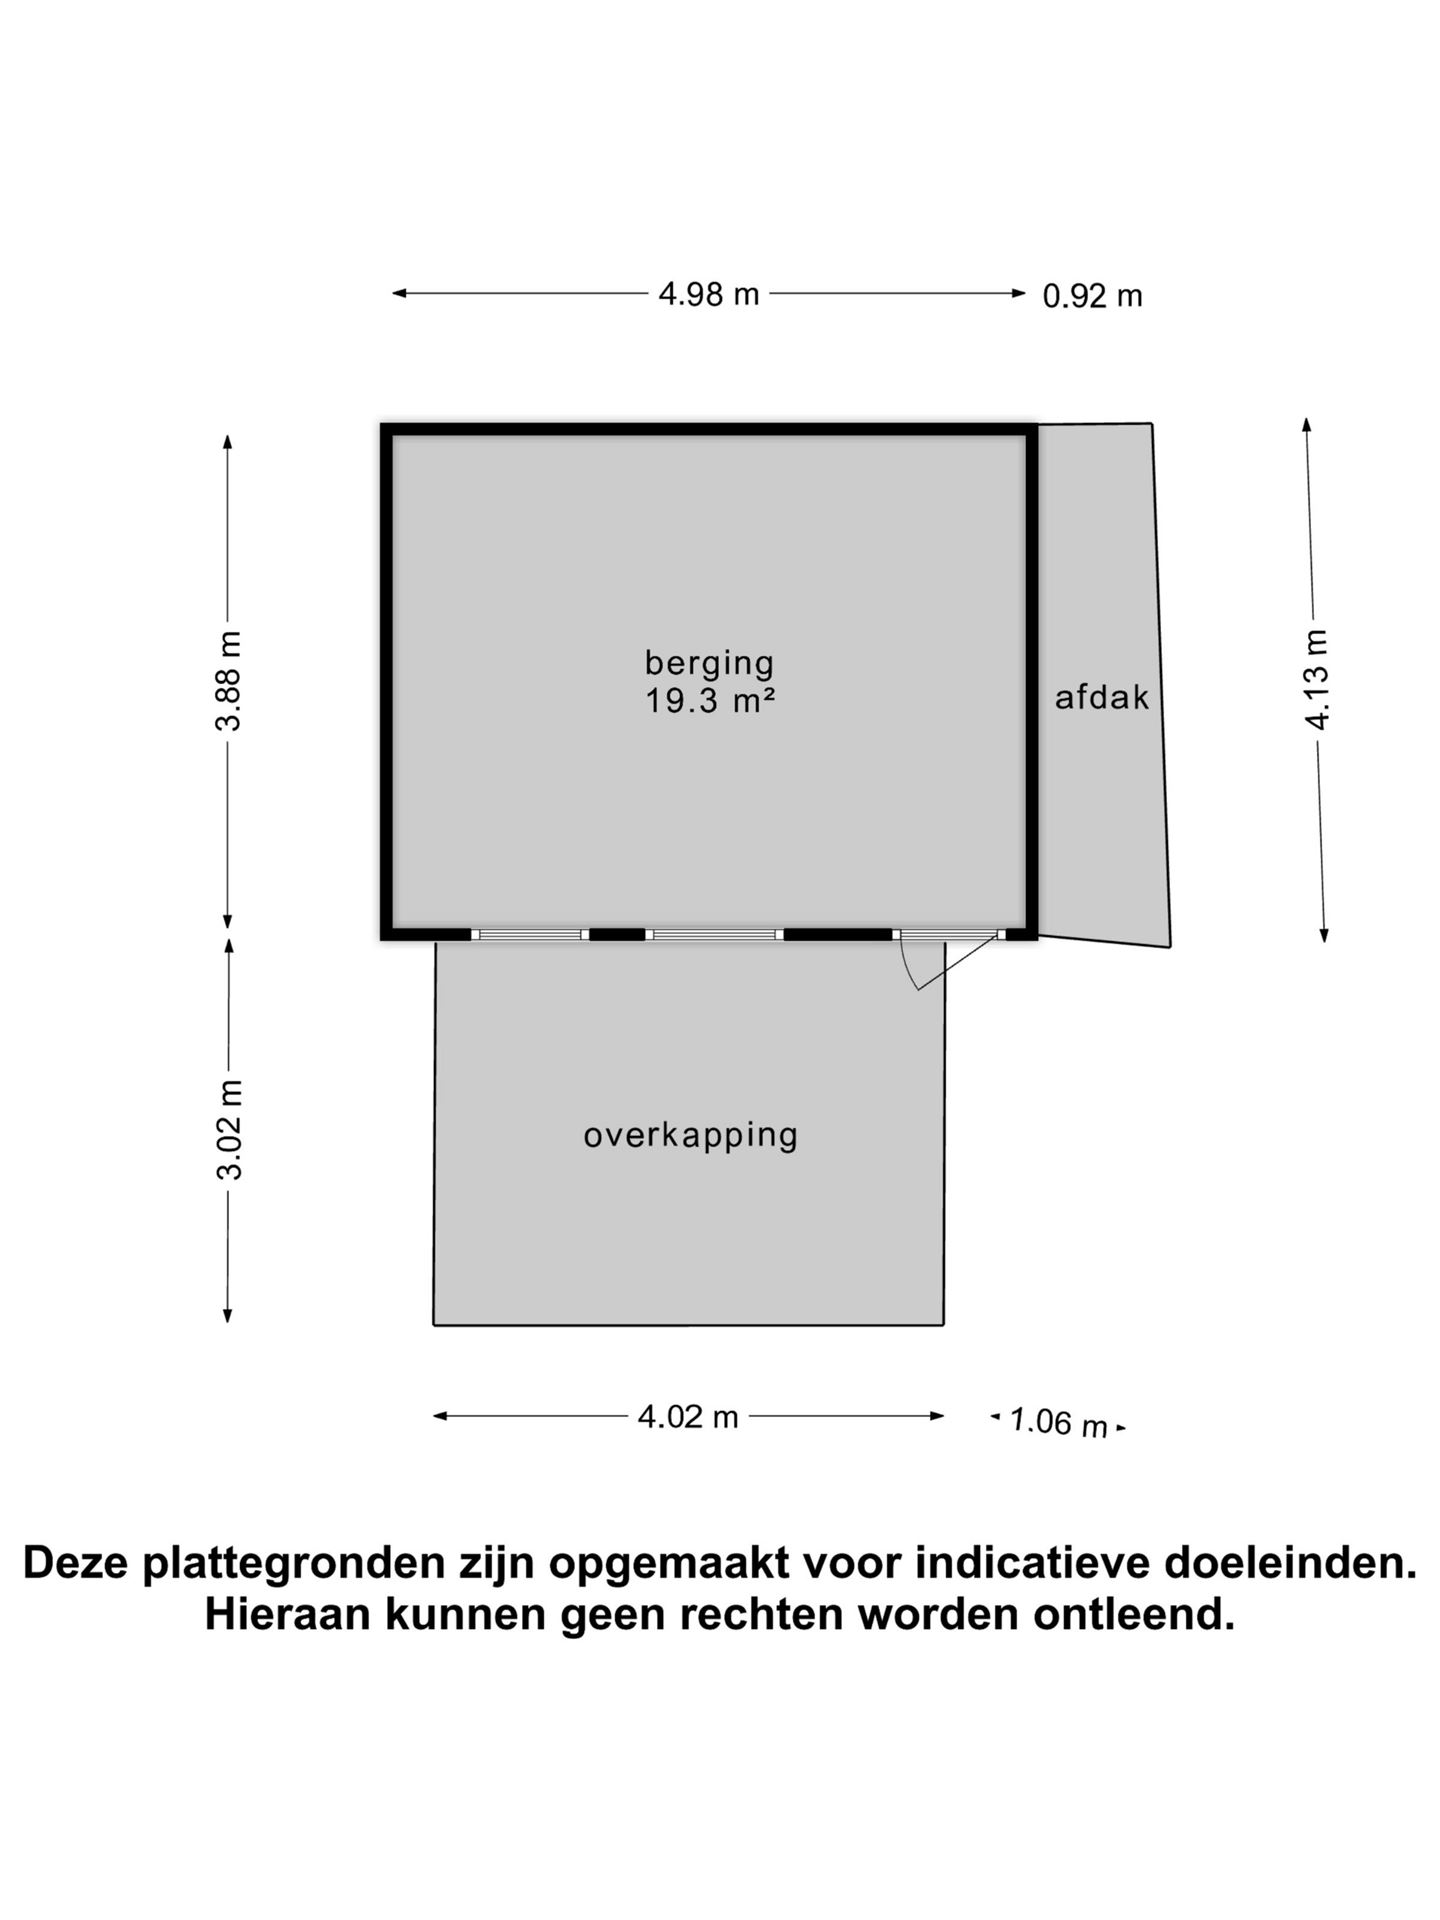 4.98 m
0.92 m
3.88 m
berging
19.3 m²
afdak
4.13 m
3.02 m
overkapping
4.02 m
1.06 m
Deze plattegronden zijn opgemaakt voor indicatieve doeleinden.
Hieraan kunnen geen rechten worden ontleend.